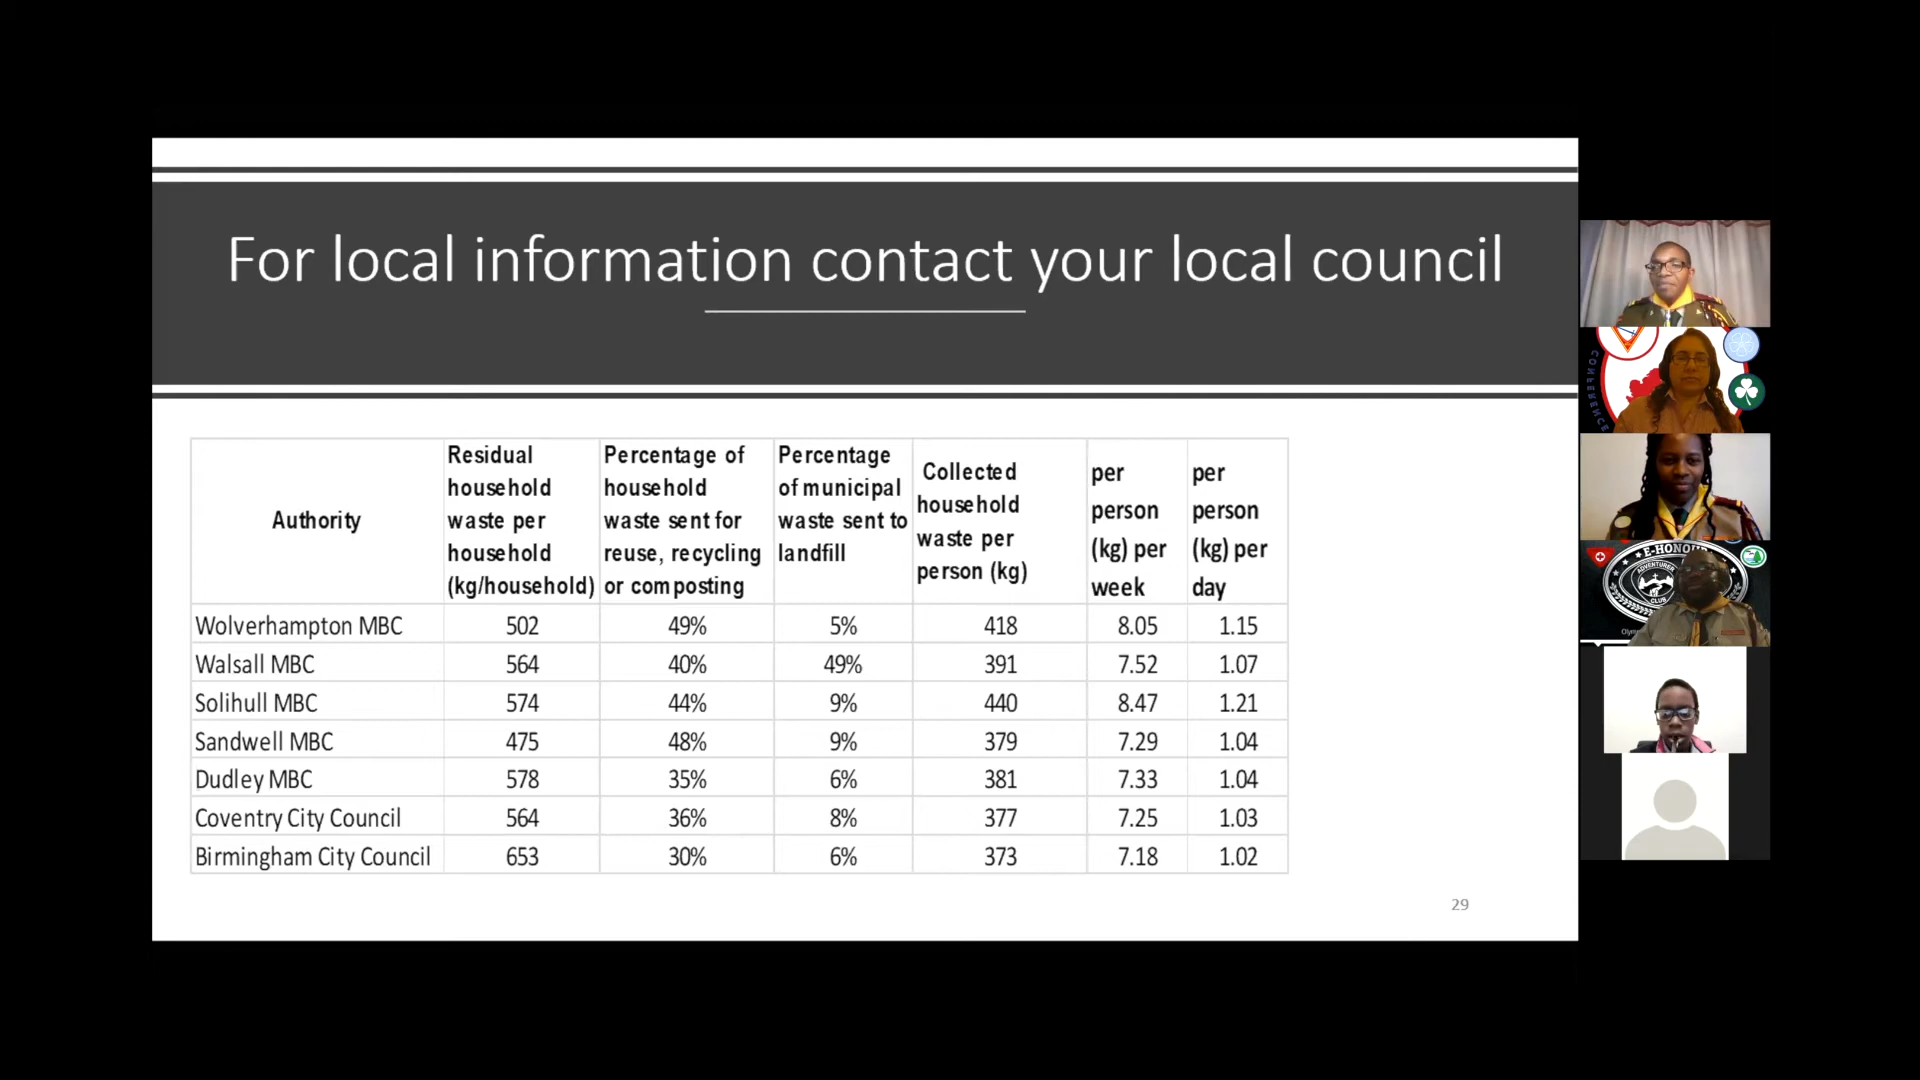 For local information contact your local council
Authority
Residual
household
waste per
household
(kg/household)
Percentage of
household
waste sent for
reuse, recycling
or composting
Percentage
of municipal
waste sent to
landfill
Collected
household
waste per
person (kg)
per
person
(kg) per
week
per
person
(kg) per
day
Wolverhampton MBC 502 49% 5% 418 8.05 1.15
Walsall MBC 564 40% 49% 391 7.52 1.07
Solihull MBC 574 44% 9% 440 8.47 1.21
Sandwell MBC 475 48% 9% 379 7.29 1.04
Dudley MBC 578 35% 6% 381 7.33 1.04
Coventry City Council 564 36% 8% 377 7.25 1.03
Birmingham City Council 653 30% 6% 373 7.18 1.02
29
CONFERENCE
E-HONOUR
ADVENTURER
CLUB